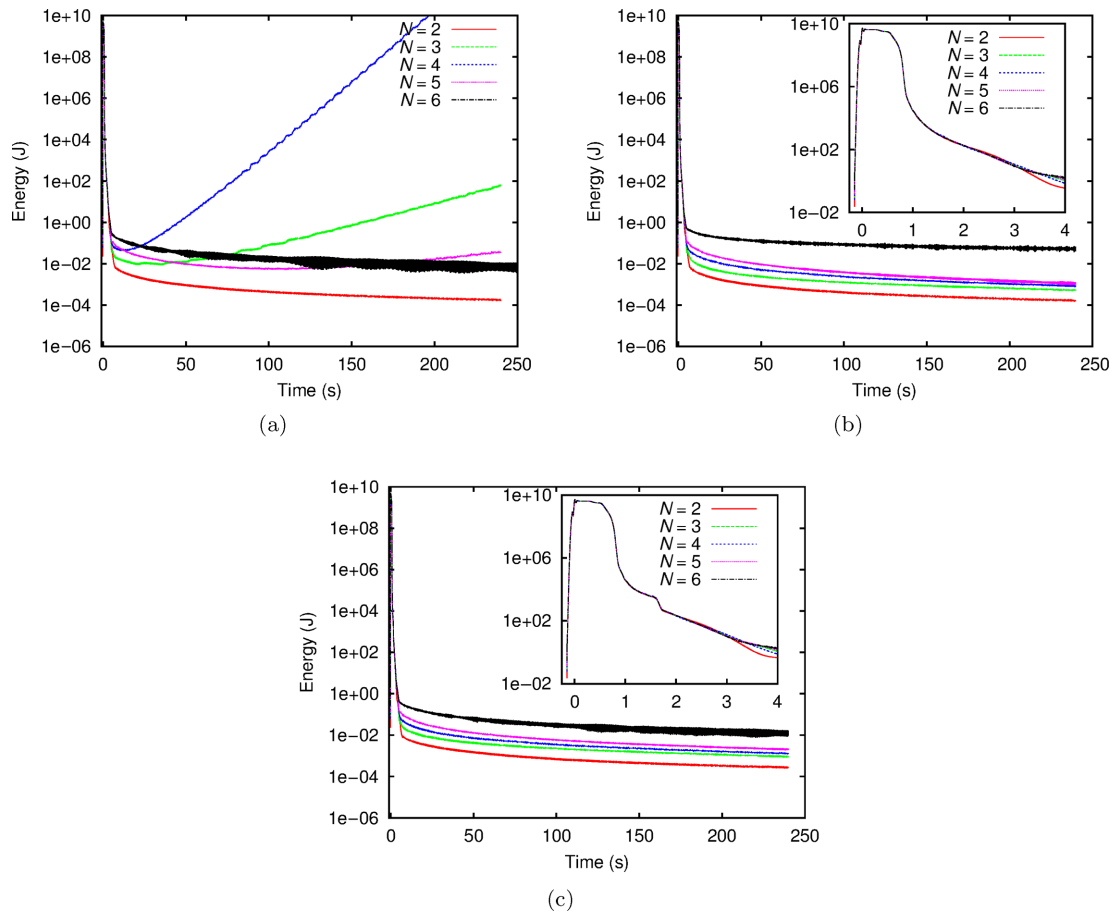 1e+10
1e+08
1e+06
1e+04
1e+02
1e+00
1e−02
1e−04
1e−06
Energy (J)
N = 2
N = 3
N = 4
N = 5
N = 6
0 50 100 150 200 250
Time (s)
(a)
1e+10
1e+08
1e+06
1e+04
1e+02
1e+00
1e−02
1e−04
1e−06
Energy (J)
1e+10
1e+06
1e+02
1e−02
N = 2
N = 3
N = 4
N = 5
N = 6
0 1 2 3 4
0 50 100 150 200 250
Time (s)
(b)
1e+10
1e+08
1e+06
1e+04
1e+02
1e+00
1e−02
1e−04
1e−06
Energy (J)
1e+10
1e+06
1e+02
1e−02
N = 2
N = 3
N = 4
N = 5
N = 6
0 1 2 3 4
0 50 100 150 200 250
Time (s)
(c)